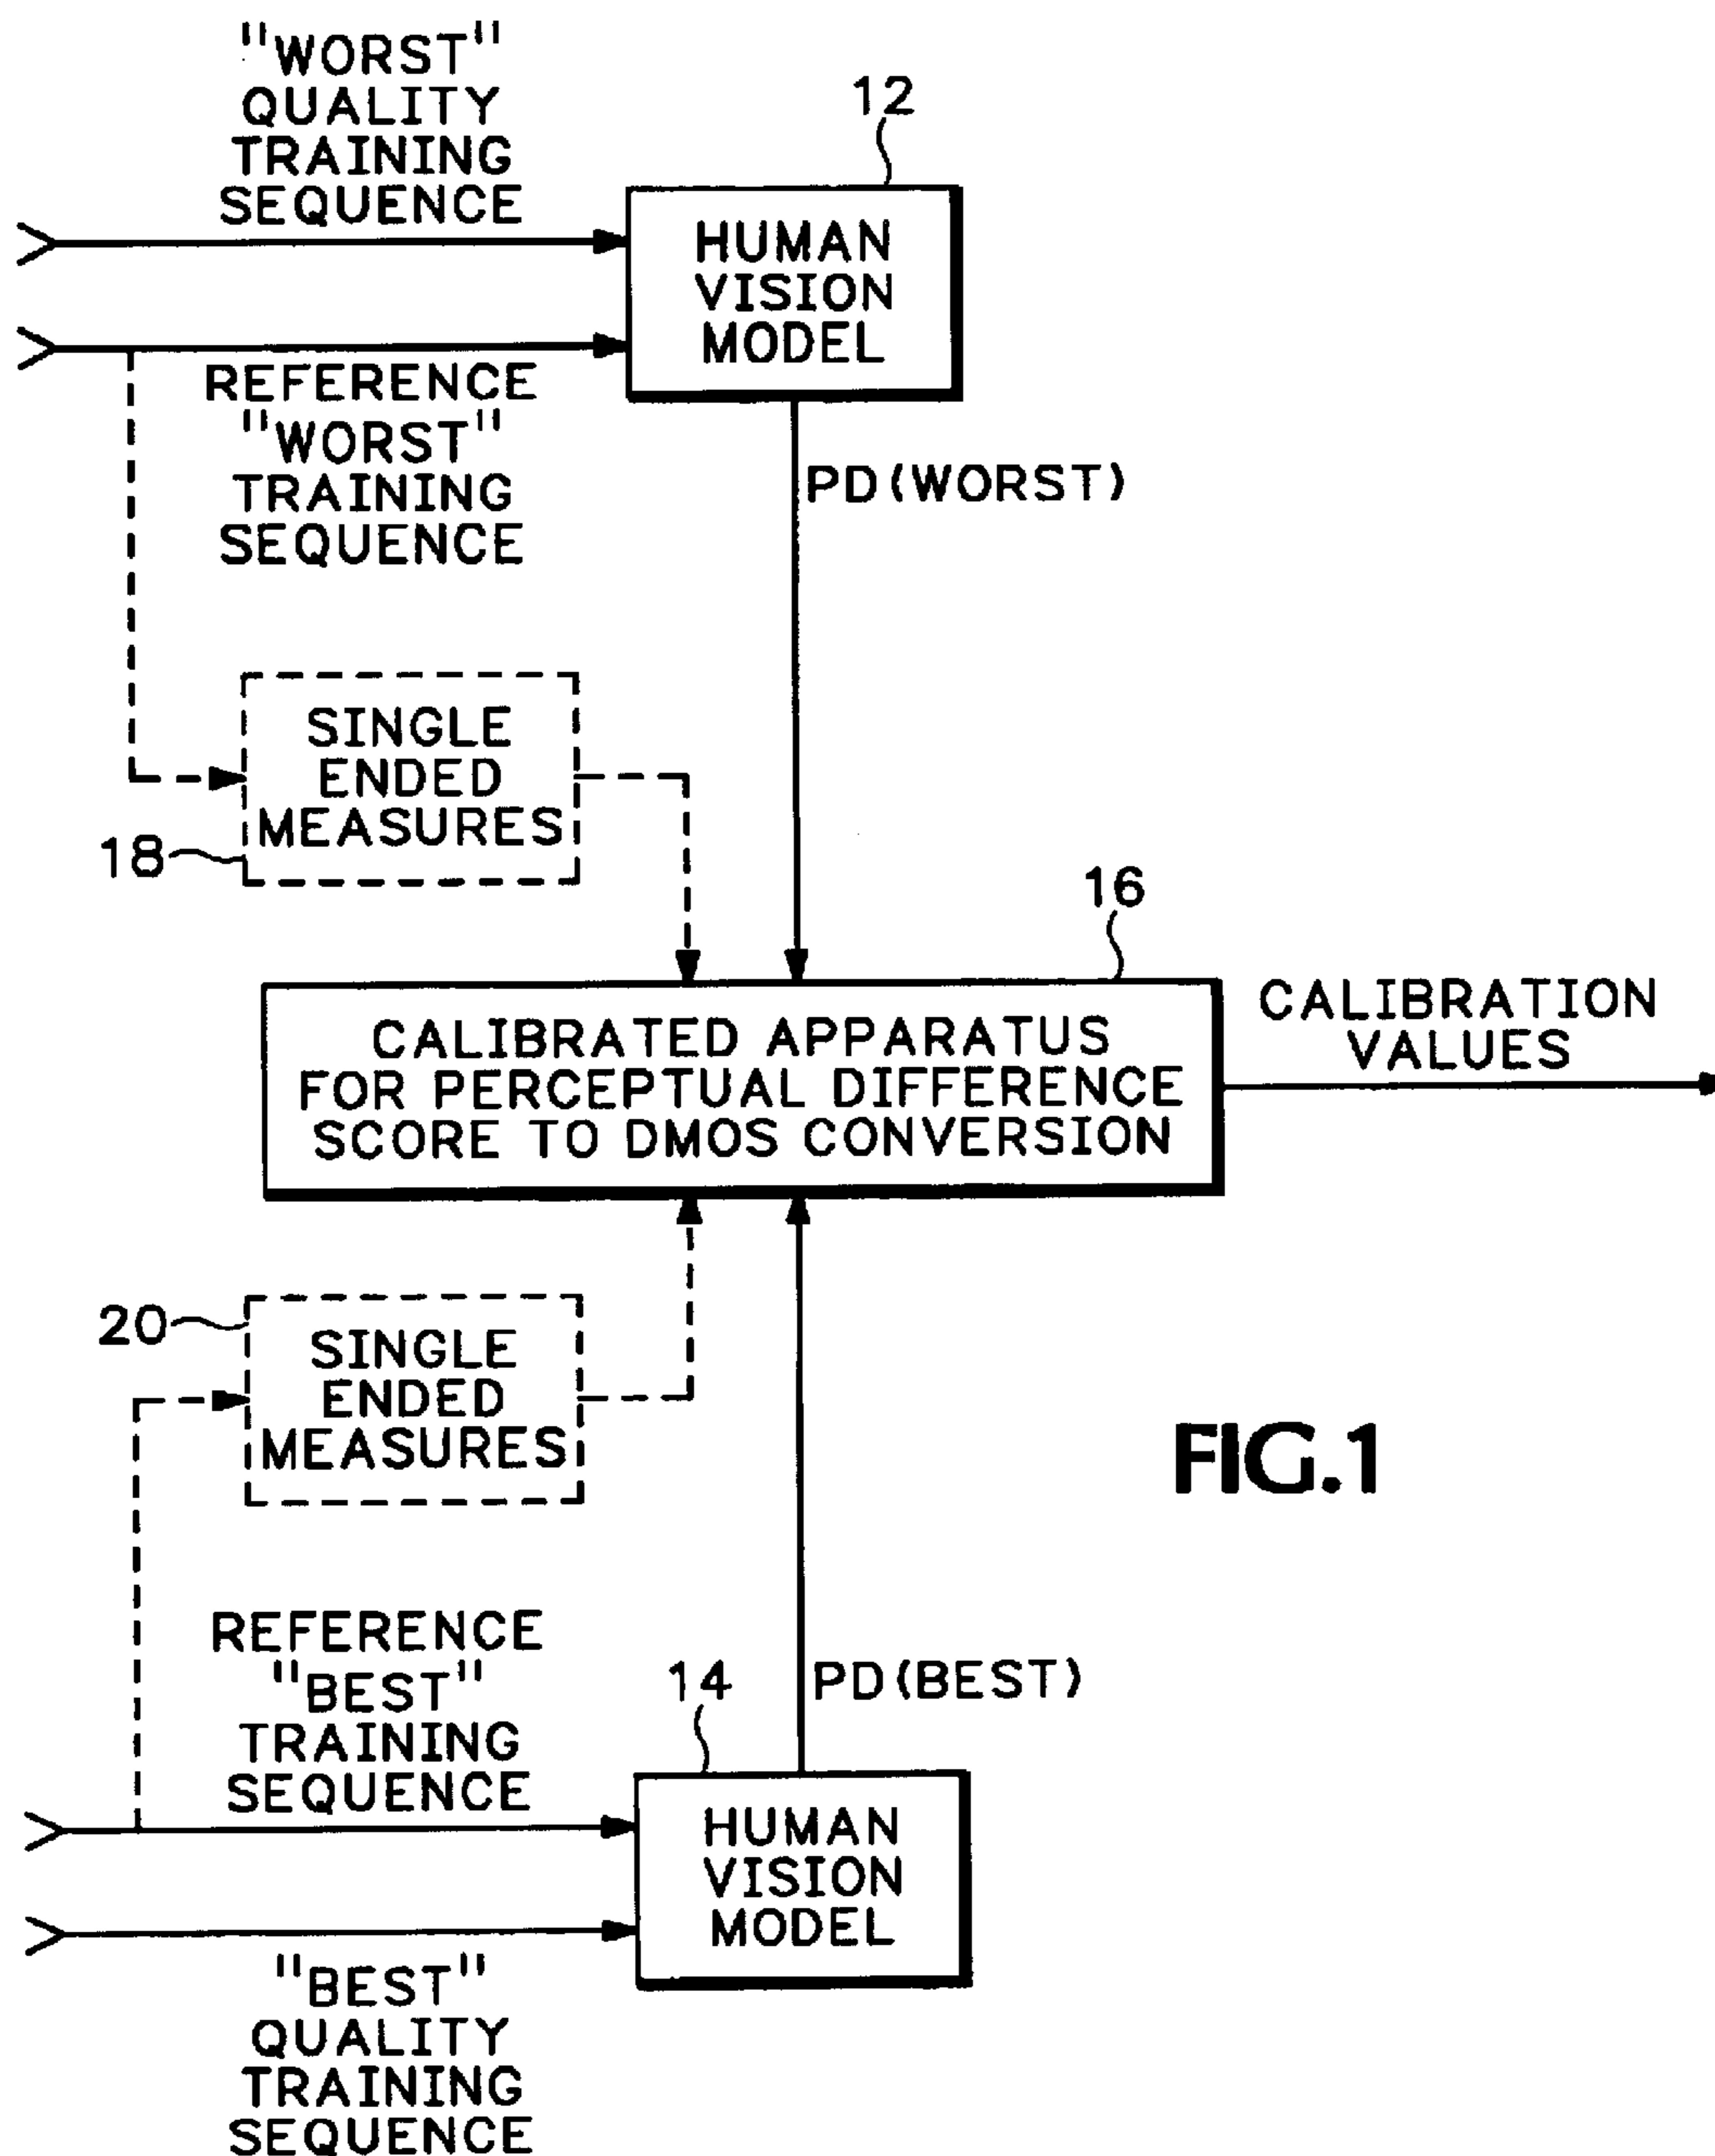 "WORST"
QUALITY
TRAINING
SEQUENCE
12
HUMAN
VISION
MODEL
REFERENCE
"WORST"
TRAINING
SEQUENCE
PD(WORST)
SINGLE
ENDED
MEASURES
18
16
CALIBRATED APPARATUS
FOR PERCEPTUAL DIFFERENCE
SCORE TO DMOS CONVERSION
CALIBRATION
VALUES
20
SINGLE
ENDED
MEASURES
FIG.1
REFERENCE
"BEST"
TRAINING
SEQUENCE
14
PD(BEST)
HUMAN
VISION
MODEL
"BEST"
QUALITY
TRAINING
SEQUENCE